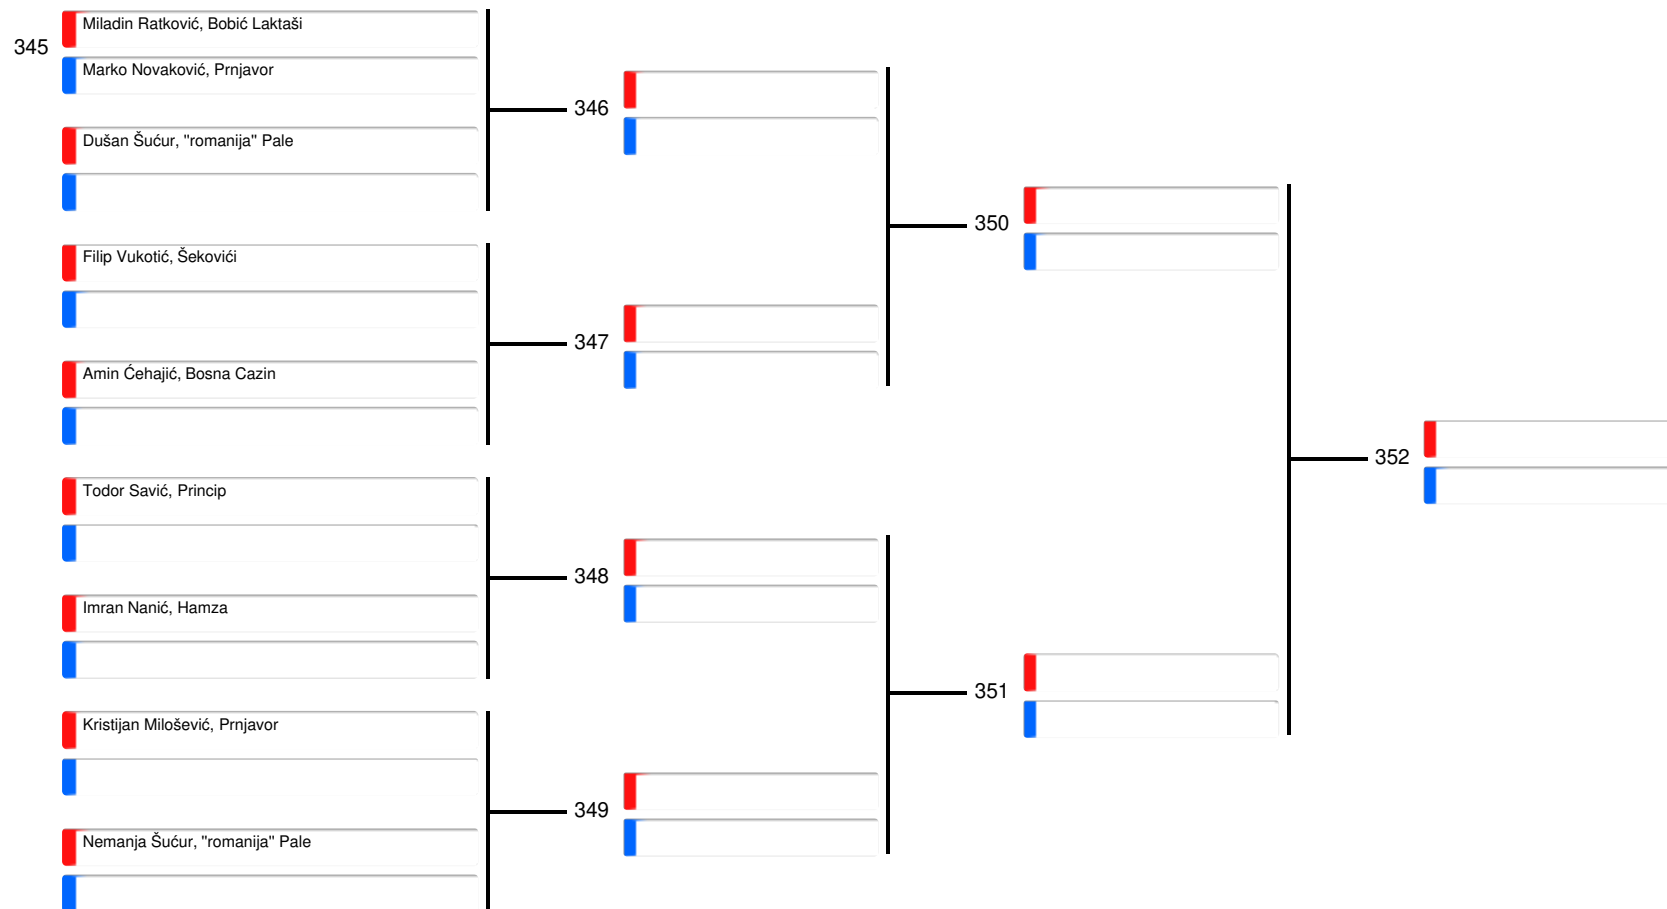 345
Miladin Ratković, Bobić Laktaši
Marko Novaković, Prnjavor
346
Dušan Šućur, "romanija" Pale
350
Filip Vukotić, Šekovići
347
Amin Ćehajić, Bosna Cazin
352
Todor Savić, Princip
348
Imran Nanić, Hamza
351
Kristijan Milošević, Prnjavor
349
Nemanja Šućur, "romanija" Pale